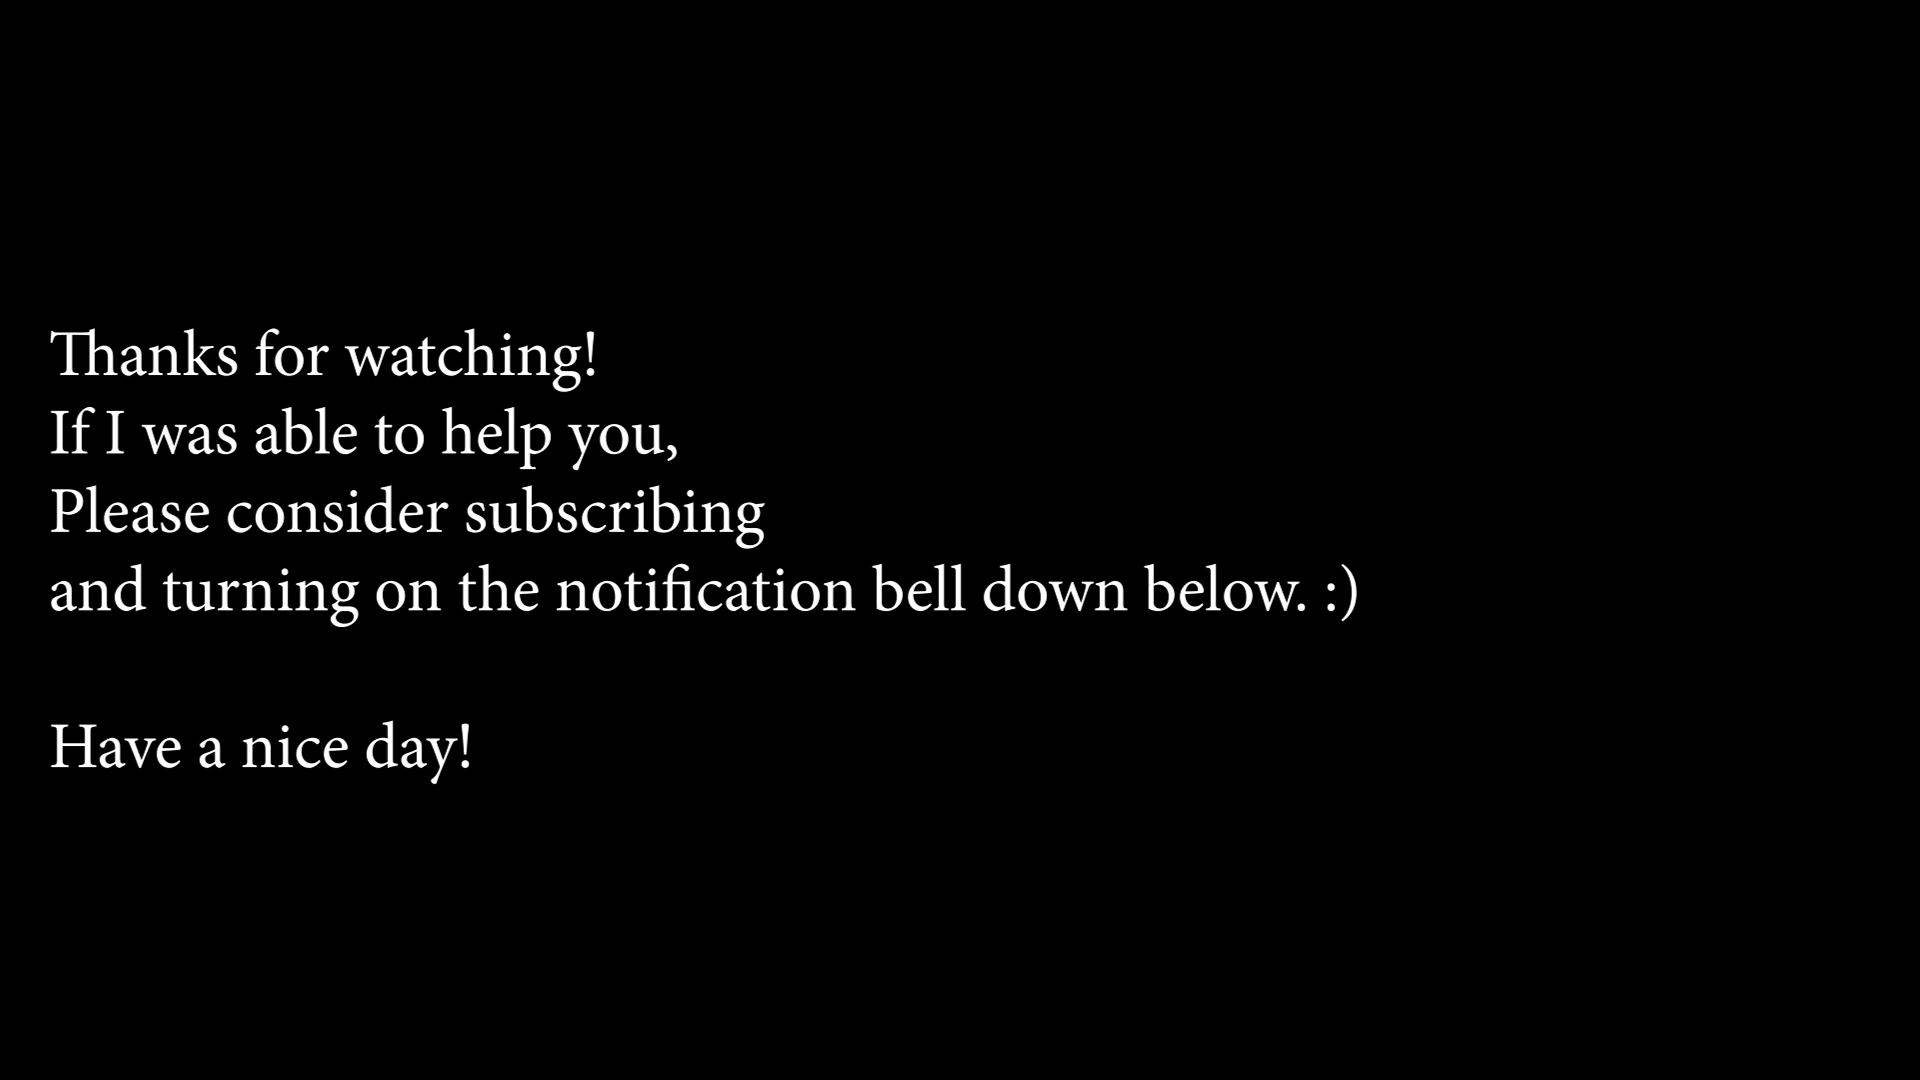 Thanks for watching!
If I was able to help you,
Please consider subscribing
and turning on the notification bell down below. :)
Have a nice day!